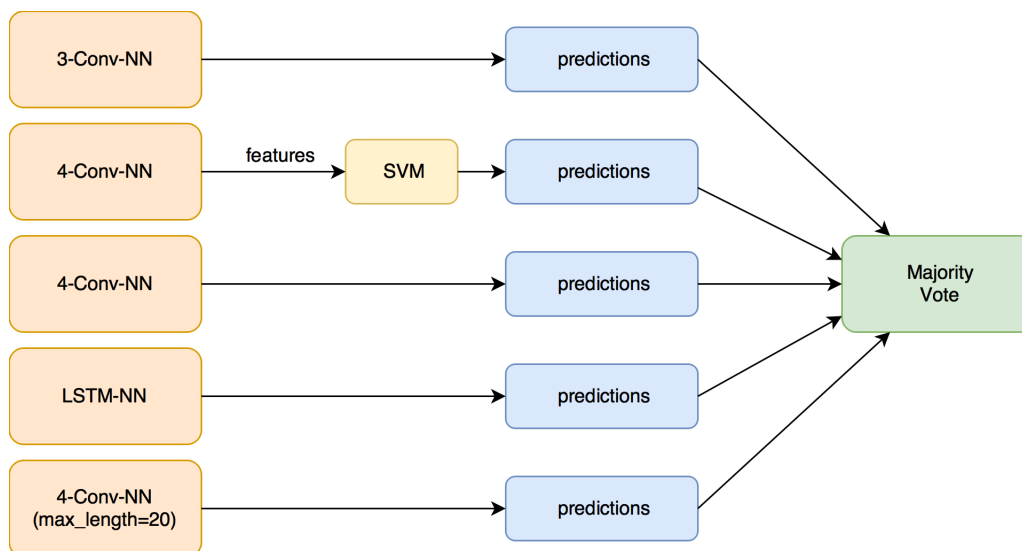 3-Conv-NN
predictions
4-Conv-NN
features
SVM
predictions
4-Conv-NN
predictions
Majority
Vote
LSTM-NN
predictions
4-Conv-NN
(max_length=20)
predictions